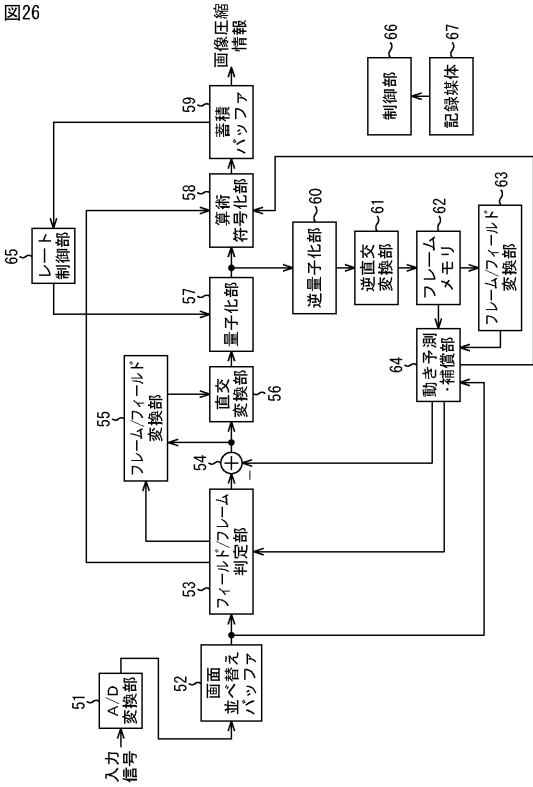 図26
入力
信号
51
A/D
変換部
52
画面
並べ替え
バッファ
53
フィールド/フレーム
判定部
54
−
55
フレーム/フィールド
変換部
56
直交
変換部
57
量子化部
58
算術
符号化部
59
蓄積
バッファ
画像圧縮
情報
60
逆量子化部
61
逆直交
変換部
62
フレーム
メモリ
63
フレーム/フィールド
変換部
64
動き予測
・補償部
65
レート
制御部
66
制御部
67
記録媒体